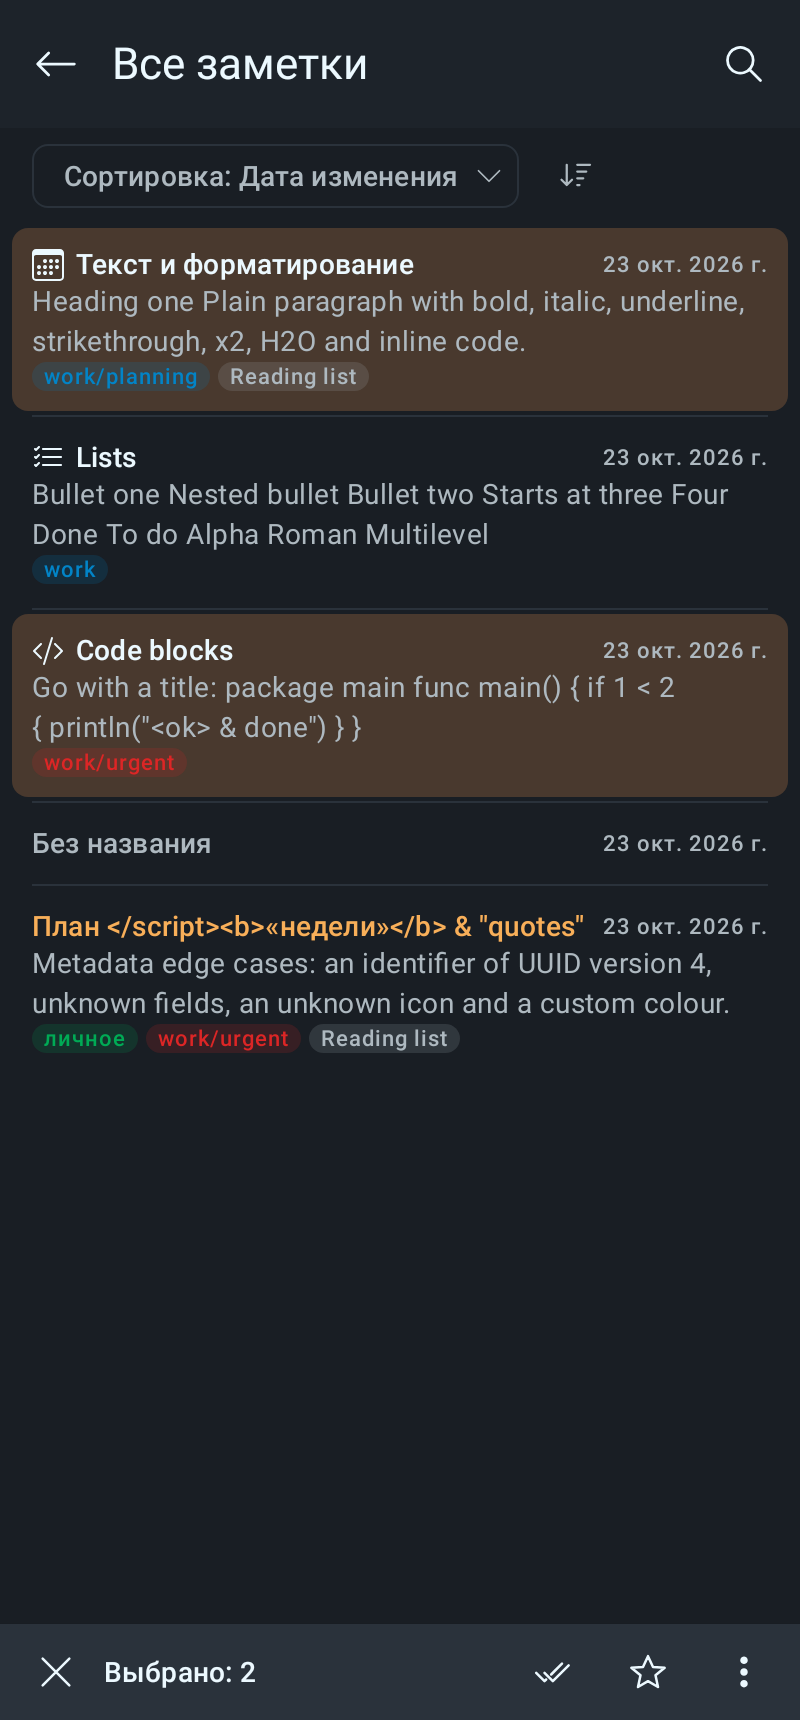 Все заметки
Сортировка: Дата изменения
Текст и форматирование 23 окт. 2026 г.
Heading one Plain paragraph with bold, italic, underline,
strikethrough, x2, H2O and inline code.
work/planning Reading list
Lists 23 окт. 2026 г.
Bullet one Nested bullet Bullet two Starts at three Four
Done To do Alpha Roman Multilevel
work
Code blocks 23 окт. 2026 г.
Go with a title: package main func main() { if 1 < 2
{ println("<ok> & done") } }
work/urgent
Без названия 23 окт. 2026 г.
План </script><b>«недели»</b> & "quotes" 23 окт. 2026 г.
Metadata edge cases: an identifier of UUID version 4,
unknown fields, an unknown icon and a custom colour.
личное work/urgent Reading list
Выбрано: 2